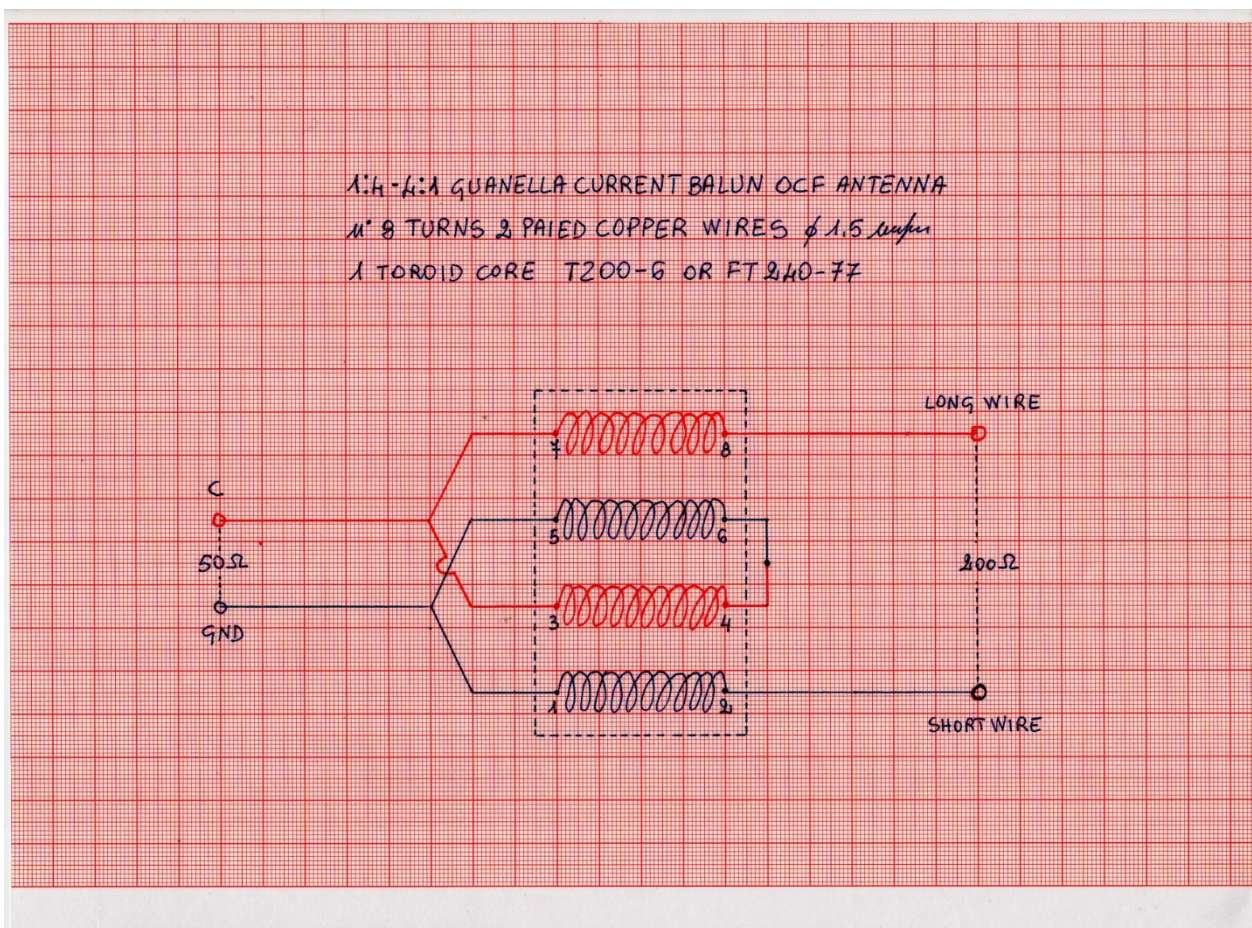 1:4-4:1 GUANELLA CURRENT BALUN OCF ANTENNA
N° 8 TURNS 2 PAIED COPPER WIRES ϕ 1.5
1 TOROID CORE T200-6 OR FT 240-77
LONG WIRE
7 8
C
5 6
50Ω 200Ω
3 4
GND
1 2
SHORT WIRE